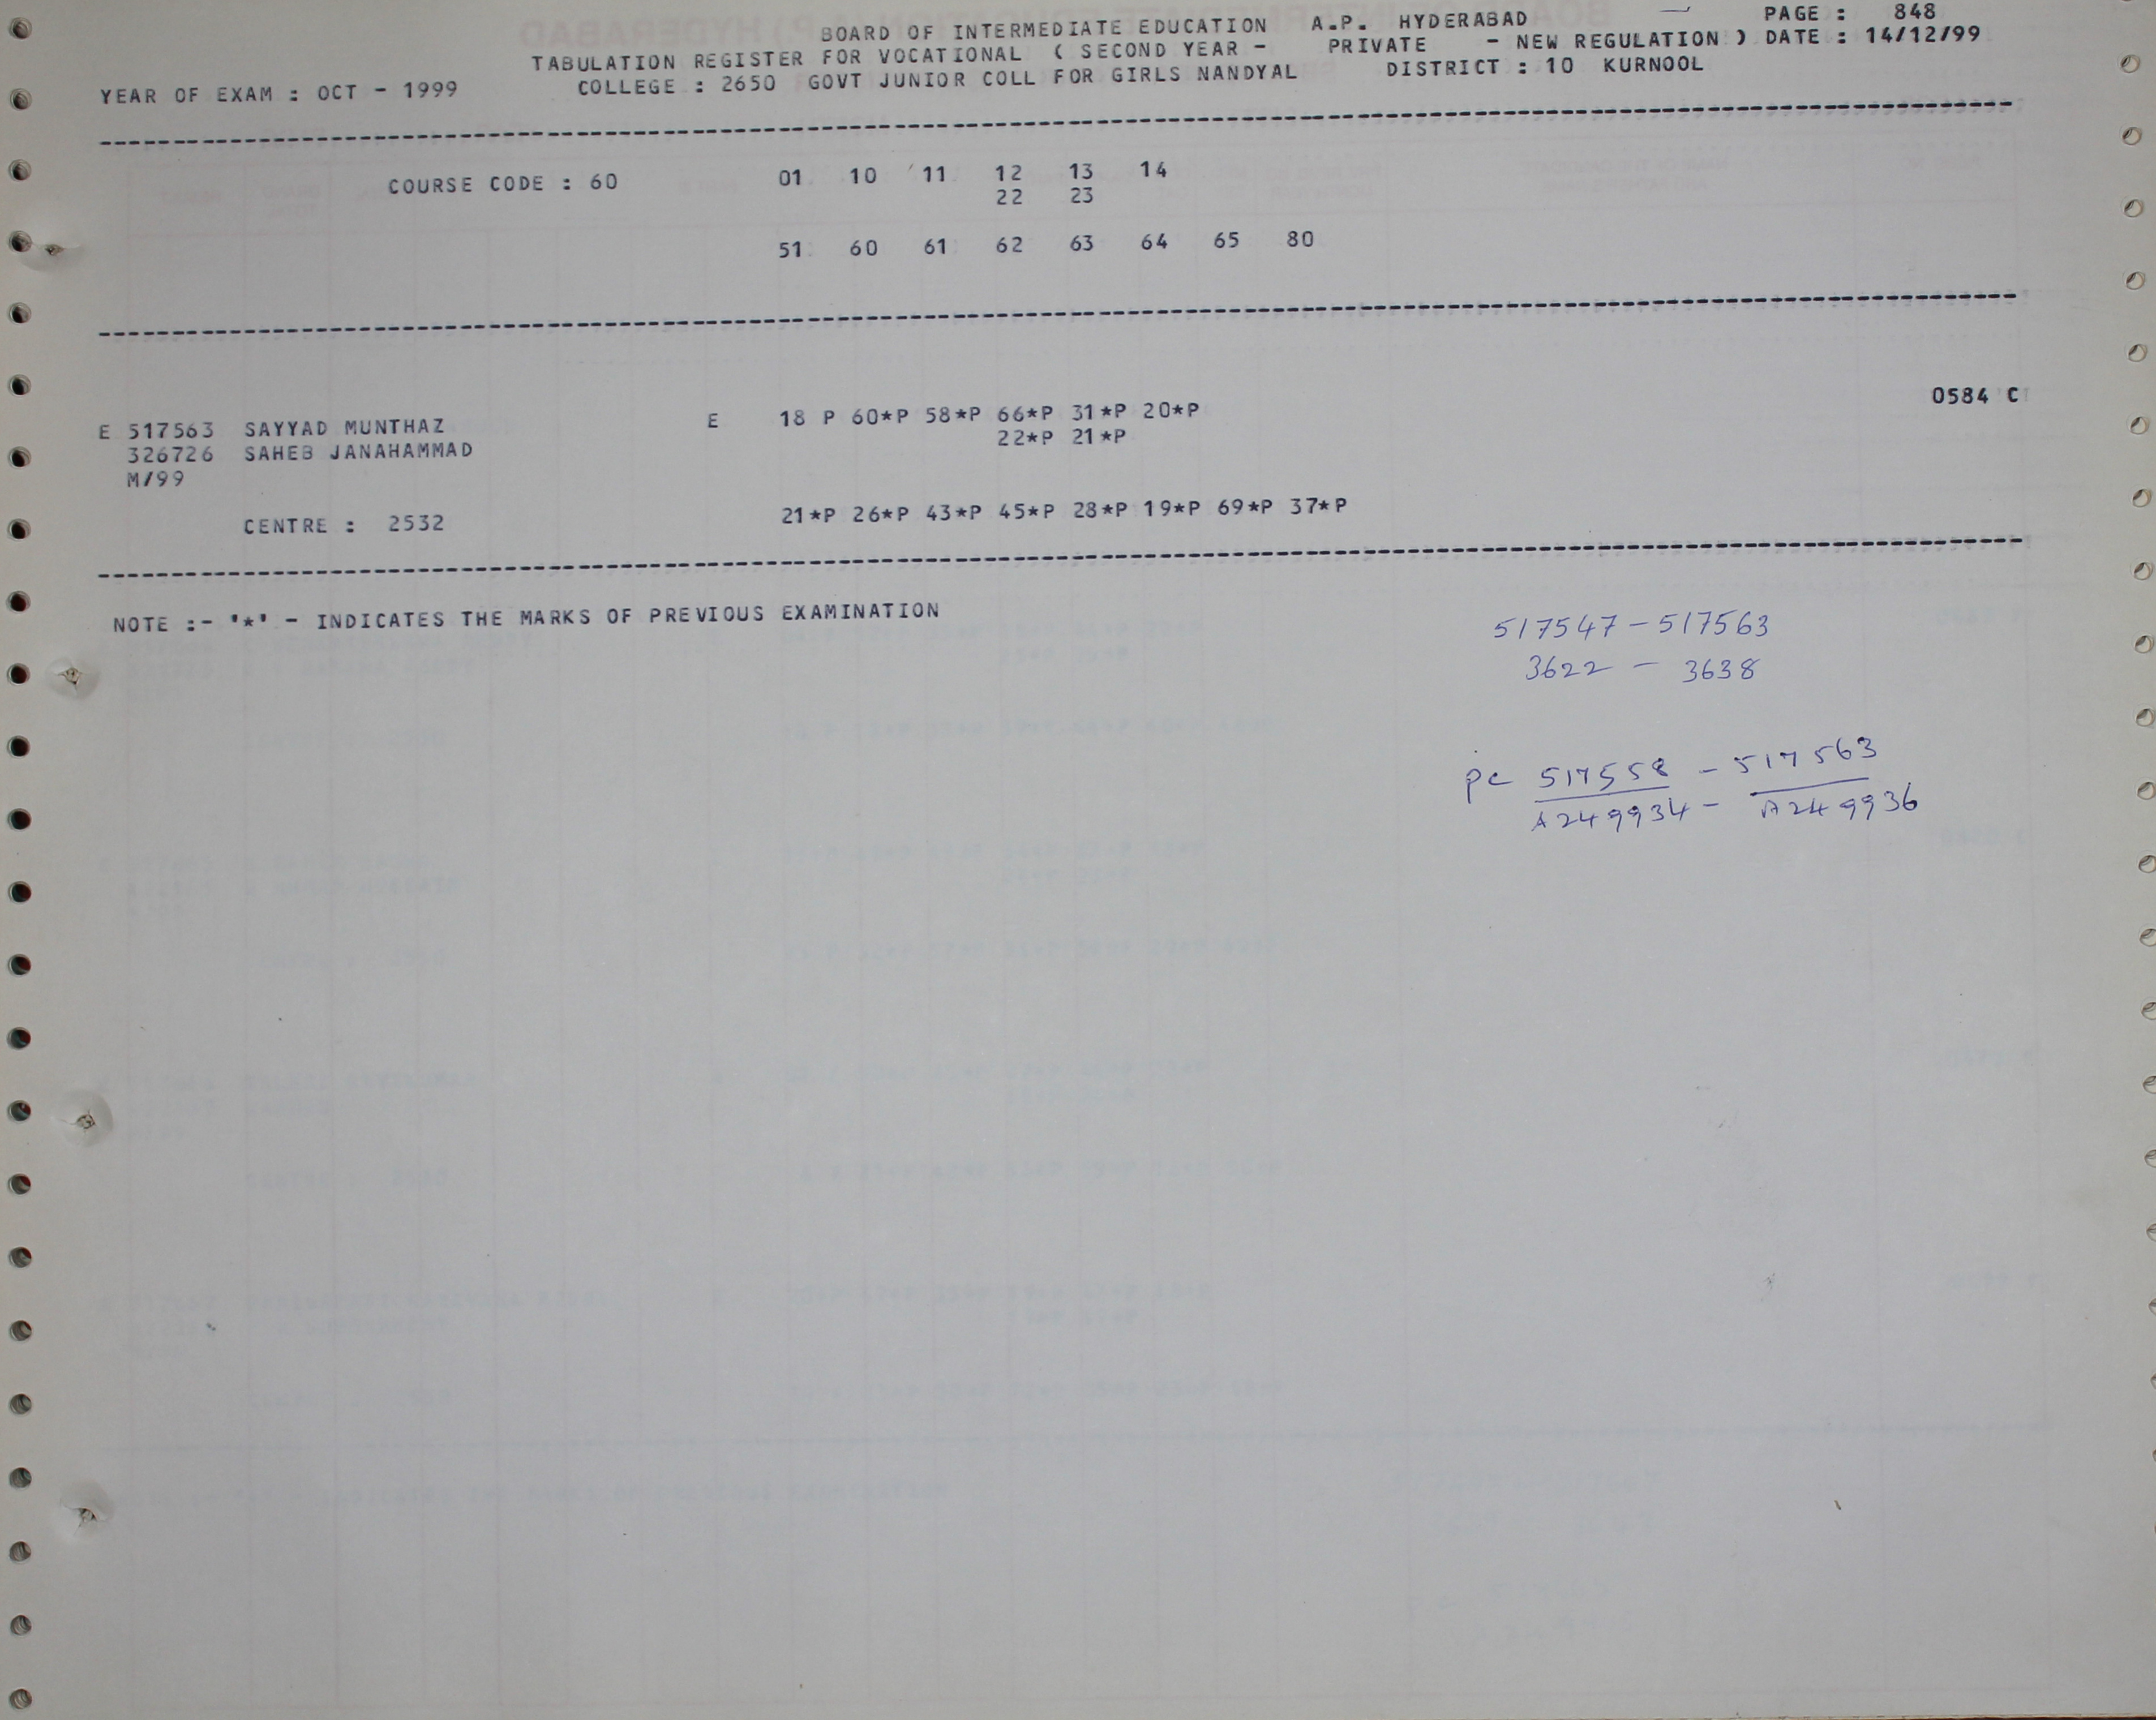 BOARD OF INTERMEDIATE EDUCATION A.P. HYDERABAD PAGE : 848
TABULATION REGISTER FOR VOCATIONAL ( SECOND YEAR - PRIVATE - NEW REGULATION ) DATE : 14/12/99
YEAR OF EXAM : OCT - 1999 COLLEGE : 2650 GOVT JUNIOR COLL FOR GIRLS NANDYAL DISTRICT : 10 KURNOOL
COURSE CODE : 60 01 10 11 12 13 14
22 23
51 60 61 62 63 64 65 80
0584 C
E 517563 SAYYAD MUNTHAZ E 18 P 60*P 58*P 66*P 31*P 20*P
326726 SAHEB JANAHAMMAD 22*P 21*P
M/99
CENTRE : 2532 21*P 26*P 43*P 45*P 28*P 19*P 69*P 37*P
NOTE :- '*' - INDICATES THE MARKS OF PREVIOUS EXAMINATION
517547 - 517563
3622 - 3638
pc 517558 - 517563
A249934 - A249936